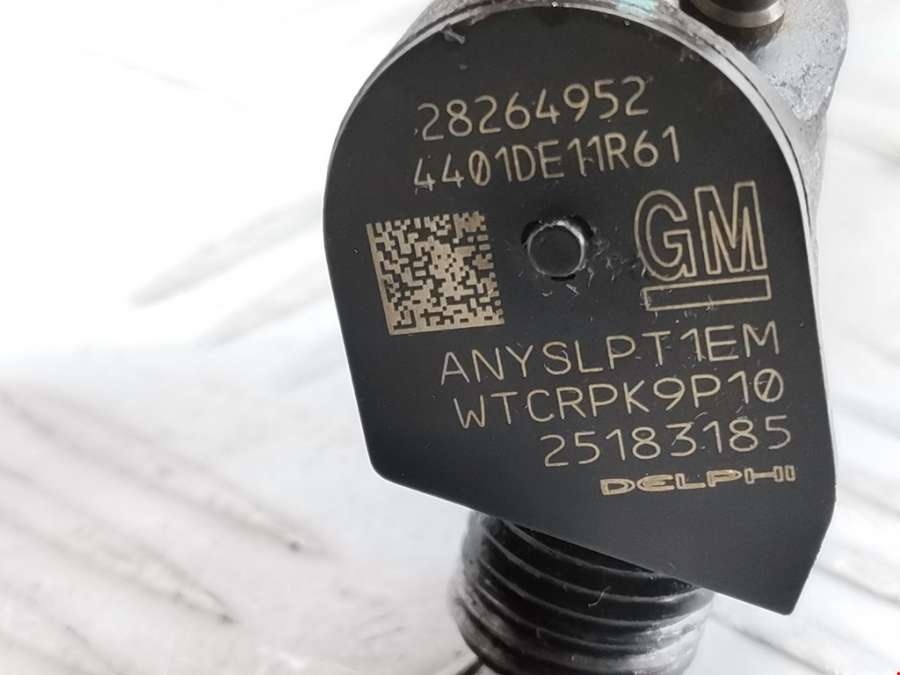 28264952
4401DE11R61
GM
ANYSLPT1EM
WTCRPK9P10
25183185
DELPHI